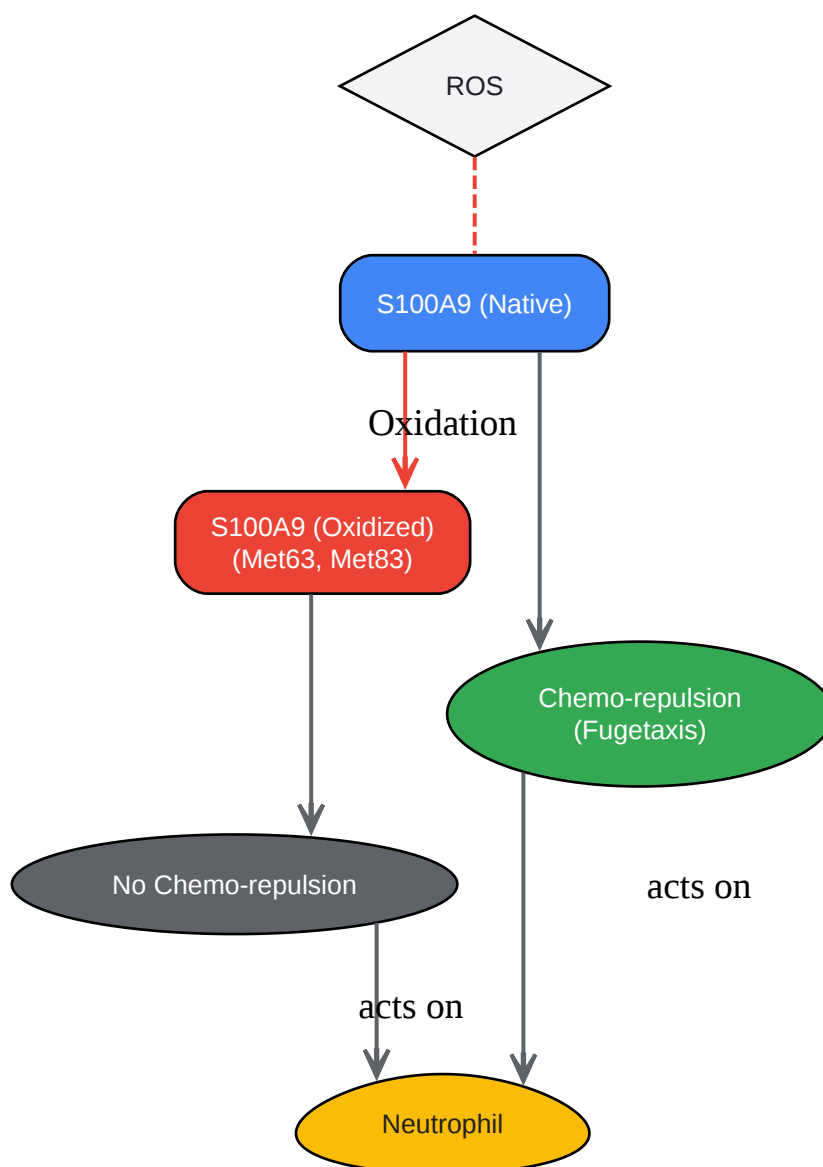 ROS
S100A9 (Native)
Oxidation
S100A9 (Oxidized)
(Met63, Met83)
Chemo-repulsion
(Fugetaxis)
No Chemo-repulsion
acts on
acts on
Neutrophil